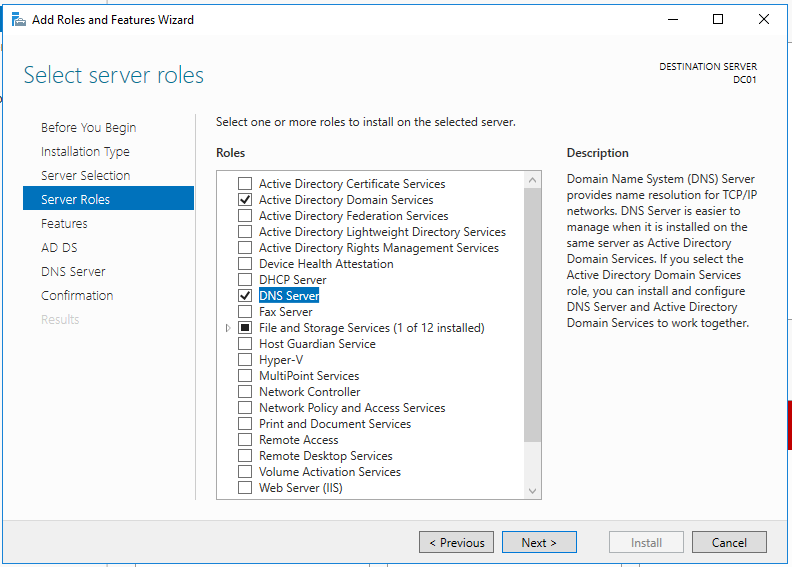 Add Roles and Features Wizard
Select server roles
DESTINATION SERVER
DC01
Before You Begin
Installation Type
Server Selection
Server Roles
Features
AD DS
DNS Server
Confirmation
Results
Select one or more roles to install on the selected server.
Roles
Active Directory Certificate Services
Active Directory Domain Services
Active Directory Federation Services
Active Directory Lightweight Directory Services
Active Directory Rights Management Services
Device Health Attestation
DHCP Server
DNS Server
Fax Server
File and Storage Services (1 of 12 installed)
Host Guardian Service
Hyper-V
MultiPoint Services
Network Controller
Network Policy and Access Services
Print and Document Services
Remote Access
Remote Desktop Services
Volume Activation Services
Web Server (IIS)
Description
Domain Name System (DNS) Server
provides name resolution for TCP/IP
networks. DNS Server is easier to
manage when it is installed on the
same server as Active Directory
Domain Services. If you select the
Active Directory Domain Services
role, you can install and configure
DNS Server and Active Directory
Domain Services to work together.
< Previous
Next >
Install
Cancel